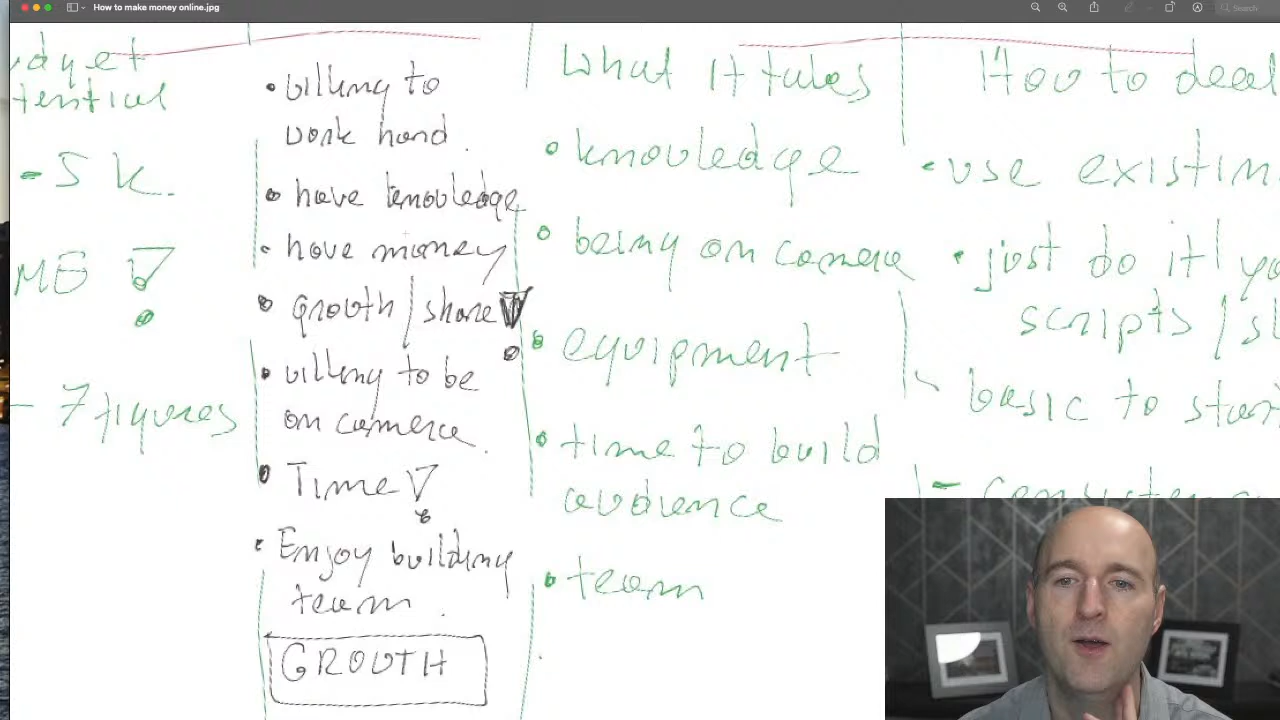 How to make money online.jpg
Search
dget
tential
- 5 K.
ME !
- 7 figures
• willing to
work hard.
• have knowledge
• have money
• growth / share !
• willing to be
on camera.
• Time !
• Enjoy building
team.
GROWTH
What it takes
• knowledge
• being on camera
• equipment
• time to build
audience
• team
How to deal
• use existin
• just do it! yo
scripts / s
basic to star